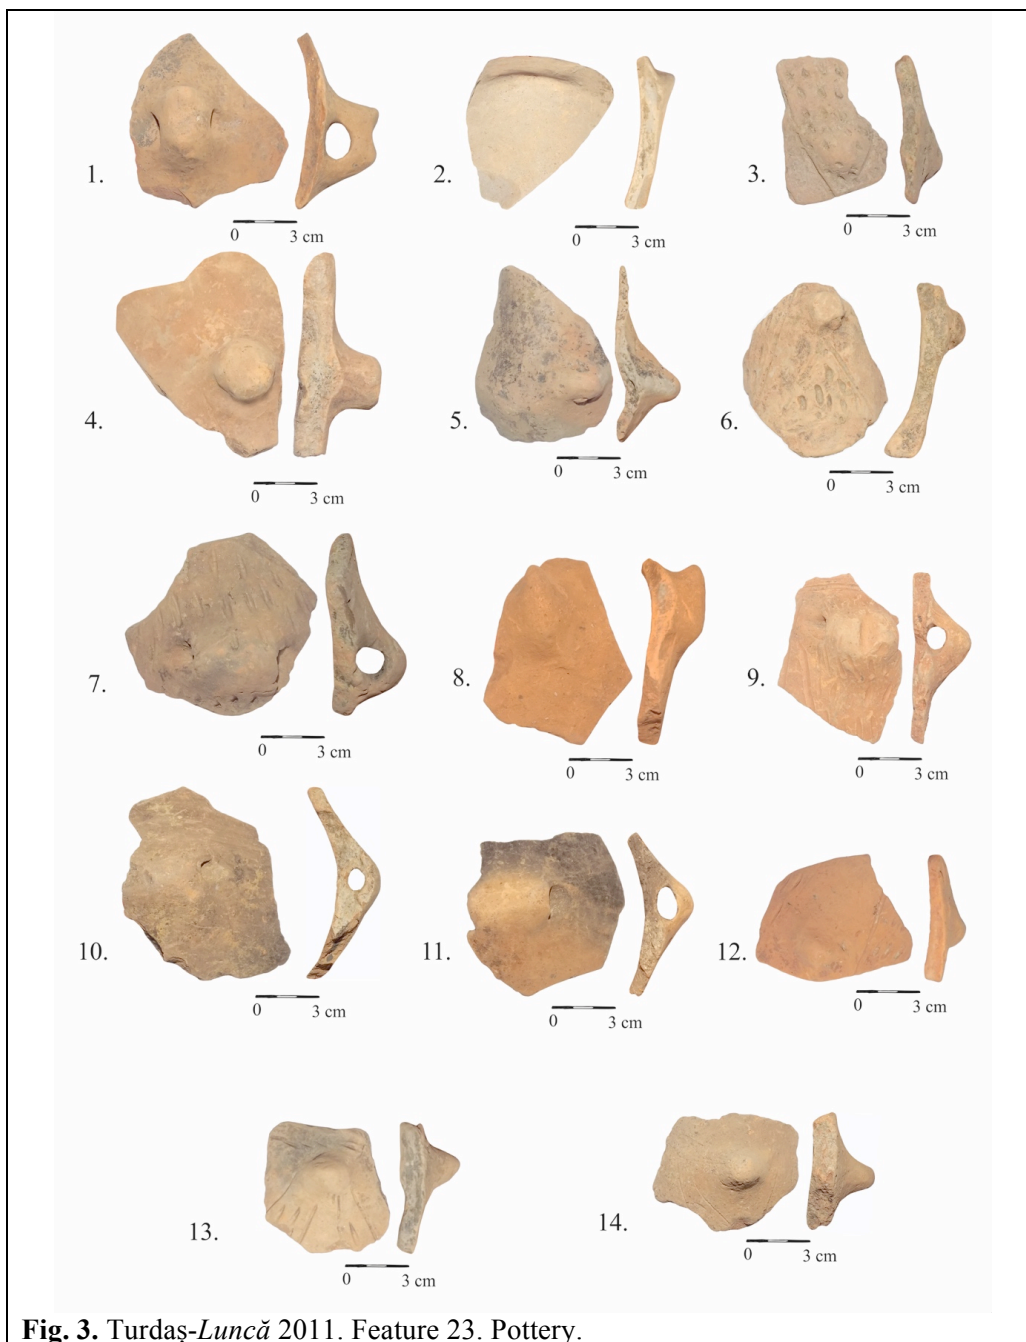 1.
2.
3.
0 3 cm
0 3 cm
0 3 cm
4.
5.
6.
0 3 cm
0 3 cm
0 3 cm
7.
8.
9.
0 3 cm
0 3 cm
0 3 cm
10.
11.
12.
0 3 cm
0 3 cm
0 3 cm
13.
14.
0 3 cm
0 3 cm
Fig. 3. Turdaș-Luncă 2011. Feature 23. Pottery.